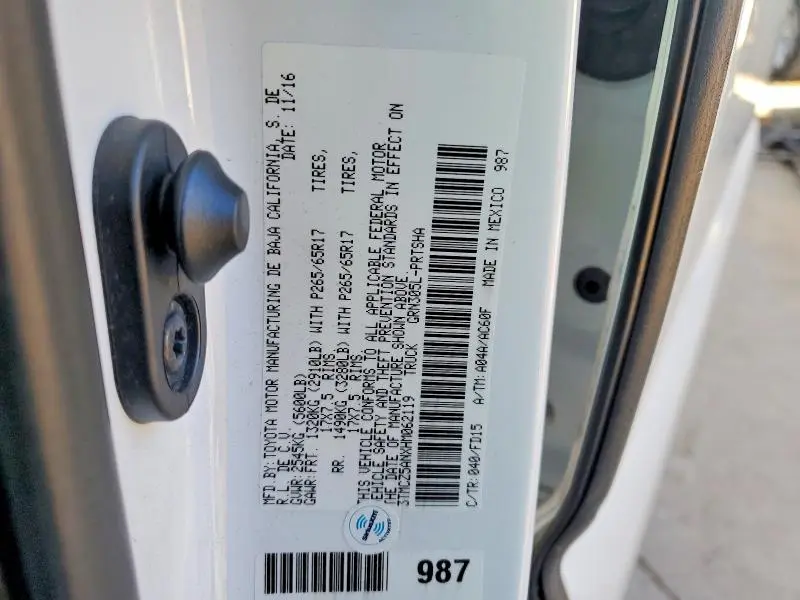 MFD BY: TOYOTA MOTOR MANUFACTURING DE BAJA CALIFORNIA, S. DE
R.L. DE C.V. DATE: 11/16
GVWR: 2545KG (5600LB)
GAWR: FRT. 1320KG (2910LB) WITH P265/65R17 TIRES,
17X7.5 RIMS,
RR. 1490KG (3280LB) WITH P265/65R17 TIRES,
17X7.5 RIMS.
THIS VEHICLE CONFORMS TO ALL APPLICABLE FEDERAL MOTOR
VEHICLE SAFETY AND THEFT PREVENTION STANDARDS IN EFFECT ON
THE DATE OF MANUFACTURE SHOWN ABOVE.
3TMCZ5ANXHM062119 TRUCK GRN305L-PRTSHA
C/TR: 040/FD15 A/TM: A04A/AC60F MADE IN MEXICO 987
987